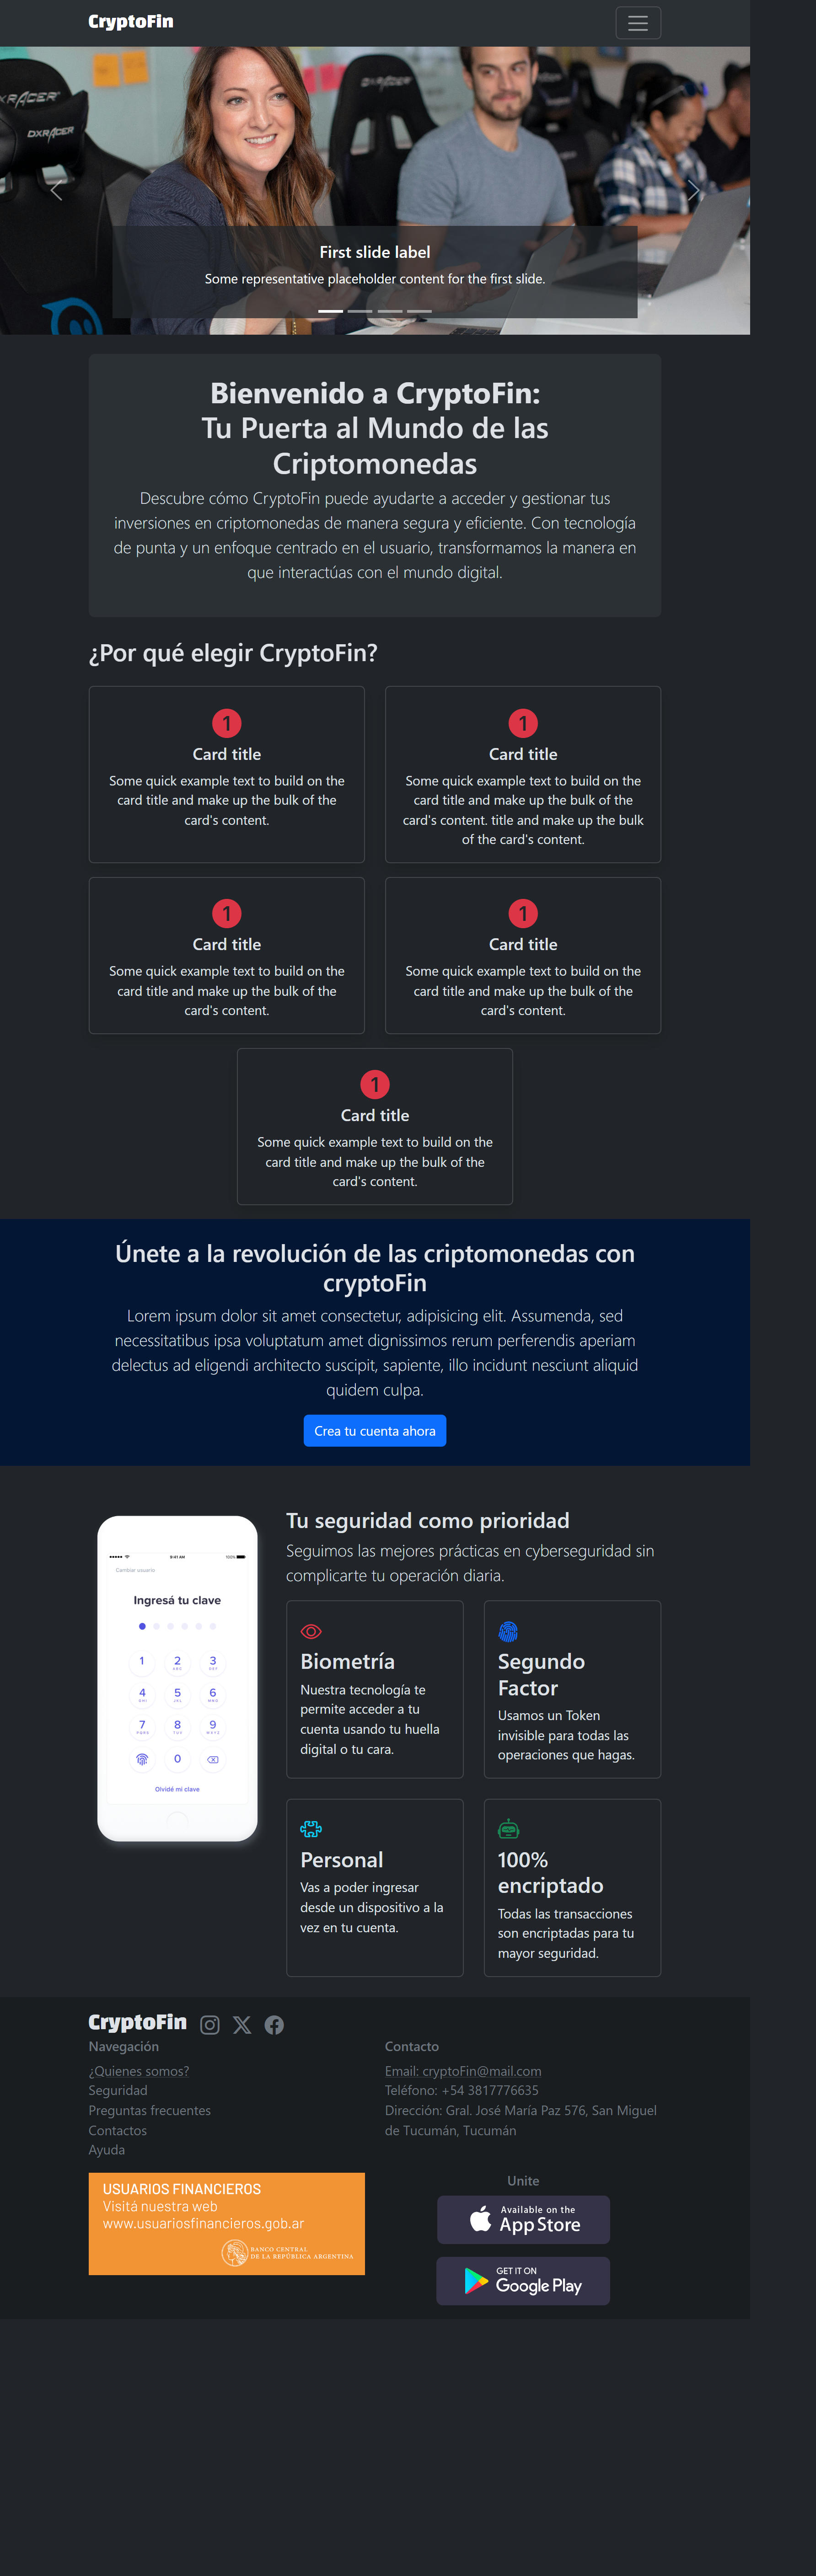 CryptoFin
DXRACER
DXRACER
First slide label
Some representative placeholder content for the first slide.
Bienvenido a CryptoFin:
Tu Puerta al Mundo de las
Criptomonedas
Descubre cómo CryptoFin puede ayudarte a acceder y gestionar tus
inversiones en criptomonedas de manera segura y eficiente. Con tecnología
de punta y un enfoque centrado en el usuario, transformamos la manera en
que interactúas con el mundo digital.
¿Por qué elegir CryptoFin?
1
Card title
Some quick example text to build on the
card title and make up the bulk of the
card's content.
1
Card title
Some quick example text to build on the
card title and make up the bulk of the
card's content. title and make up the bulk
of the card's content.
1
Card title
Some quick example text to build on the
card title and make up the bulk of the
card's content.
1
Card title
Some quick example text to build on the
card title and make up the bulk of the
card's content.
1
Card title
Some quick example text to build on the
card title and make up the bulk of the
card's content.
Únete a la revolución de las criptomonedas con
cryptoFin
Lorem ipsum dolor sit amet consectetur, adipisicing elit. Assumenda, sed
necessitatibus ipsa voluptatum amet dignissimos rerum perferendis aperiam
delectus ad eligendi architecto suscipit, sapiente, illo incidunt nesciunt aliquid
quidem culpa.
Crea tu cuenta ahora
9:41 AM 100%
Cambiar usuario
Ingresá tu clave
1 2 3
ABC DEF
4 5 6
GHI JKL MNO
7 8 9
PQRS TUV WXYZ
0
Olvidé mi clave
Tu seguridad como prioridad
Seguimos las mejores prácticas en cyberseguridad sin
complicarte tu operación diaria.
Biometría
Nuestra tecnología te
permite acceder a tu
cuenta usando tu huella
digital o tu cara.
Segundo
Factor
Usamos un Token
invisible para todas las
operaciones que hagas.
Personal
Vas a poder ingresar
desde un dispositivo a la
vez en tu cuenta.
100%
encriptado
Todas las transacciones
son encriptadas para tu
mayor seguridad.
CryptoFin
Navegación
¿Quienes somos?
Seguridad
Preguntas frecuentes
Contactos
Ayuda
Contacto
Email: cryptoFin@mail.com
Teléfono: +54 3817776635
Dirección: Gral. José María Paz 576, San Miguel
de Tucumán, Tucumán
USUARIOS FINANCIEROS
Visitá nuestra web
www.usuariosfinancieros.gob.ar
BANCO CENTRAL
DE LA REPÚBLICA ARGENTINA
Unite
Available on the
App Store
GET IT ON
Google Play